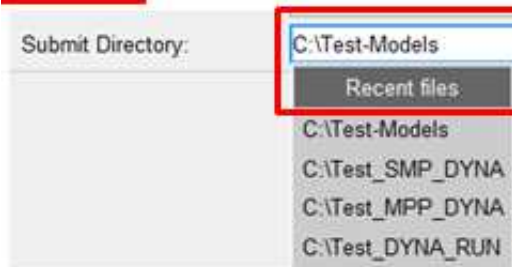 Submit Directory: C:\Test-Models
Recent files
C:\Test-Models
C:\Test_SMP_DYNA
C:\Test_MPP_DYNA
C:\Test_DYNA_RUN